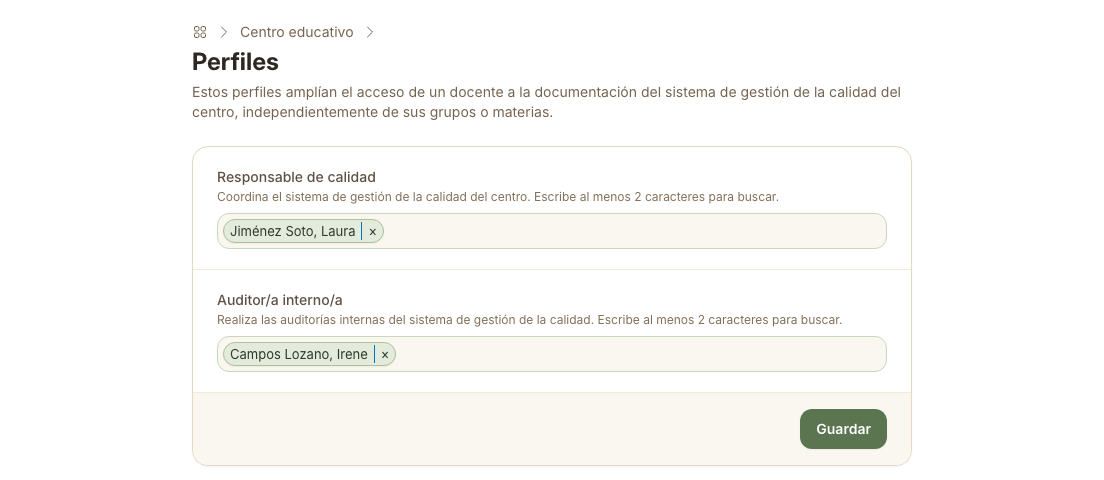 Centro educativo
Perfiles
Estos perfiles amplían el acceso de un docente a la documentación del sistema de gestión de la calidad del
centro, independientemente de sus grupos o materias.
Responsable de calidad
Coordina el sistema de gestión de la calidad del centro. Escribe al menos 2 caracteres para buscar.
Jiménez Soto, Laura ×
Auditor/a interno/a
Realiza las auditorías internas del sistema de gestión de la calidad. Escribe al menos 2 caracteres para buscar.
Campos Lozano, Irene ×
Guardar